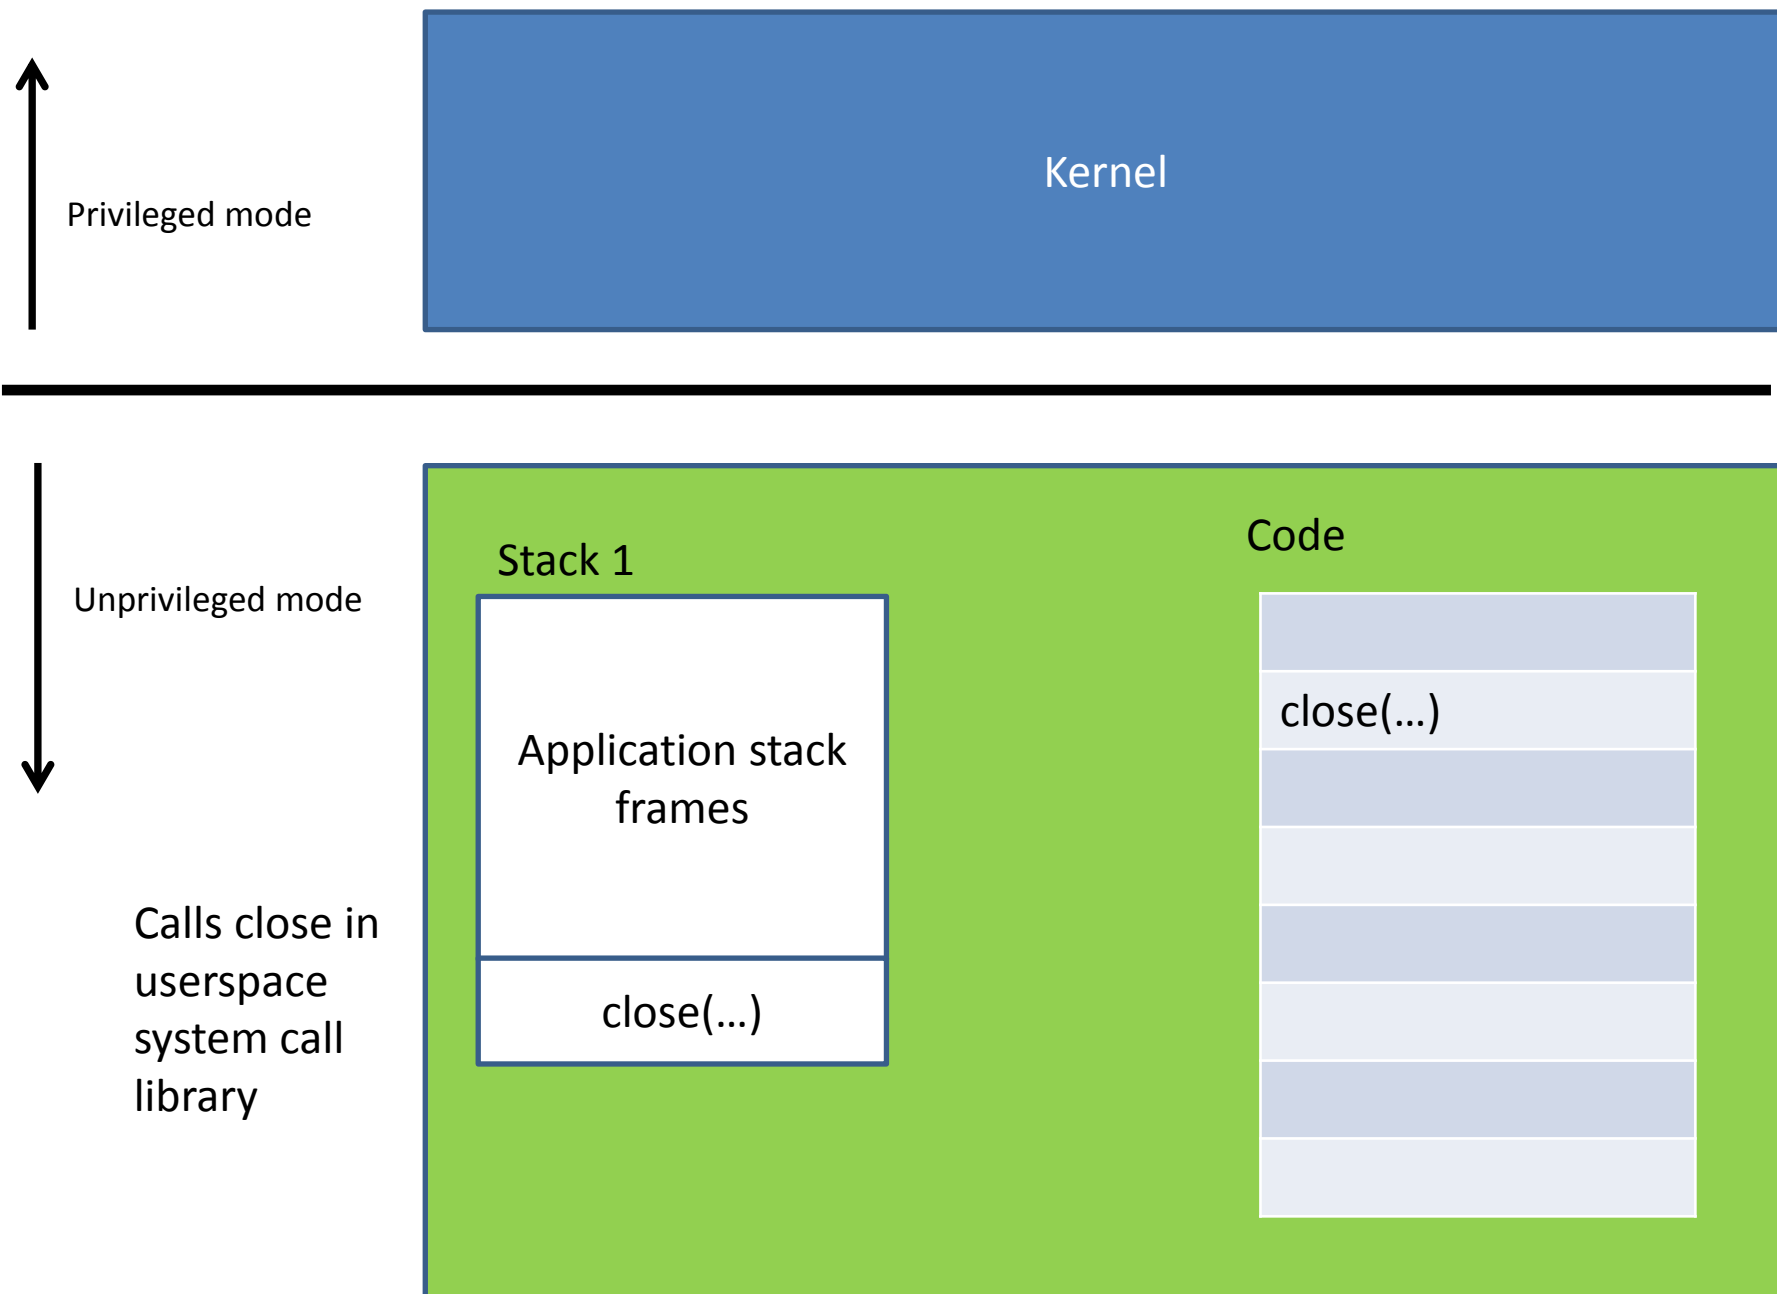 Kernel
Privileged mode
Stack 1
Code
Unprivileged mode
Application stack
frames
close(…)
close(…)
Calls close in
userspace
system call
library